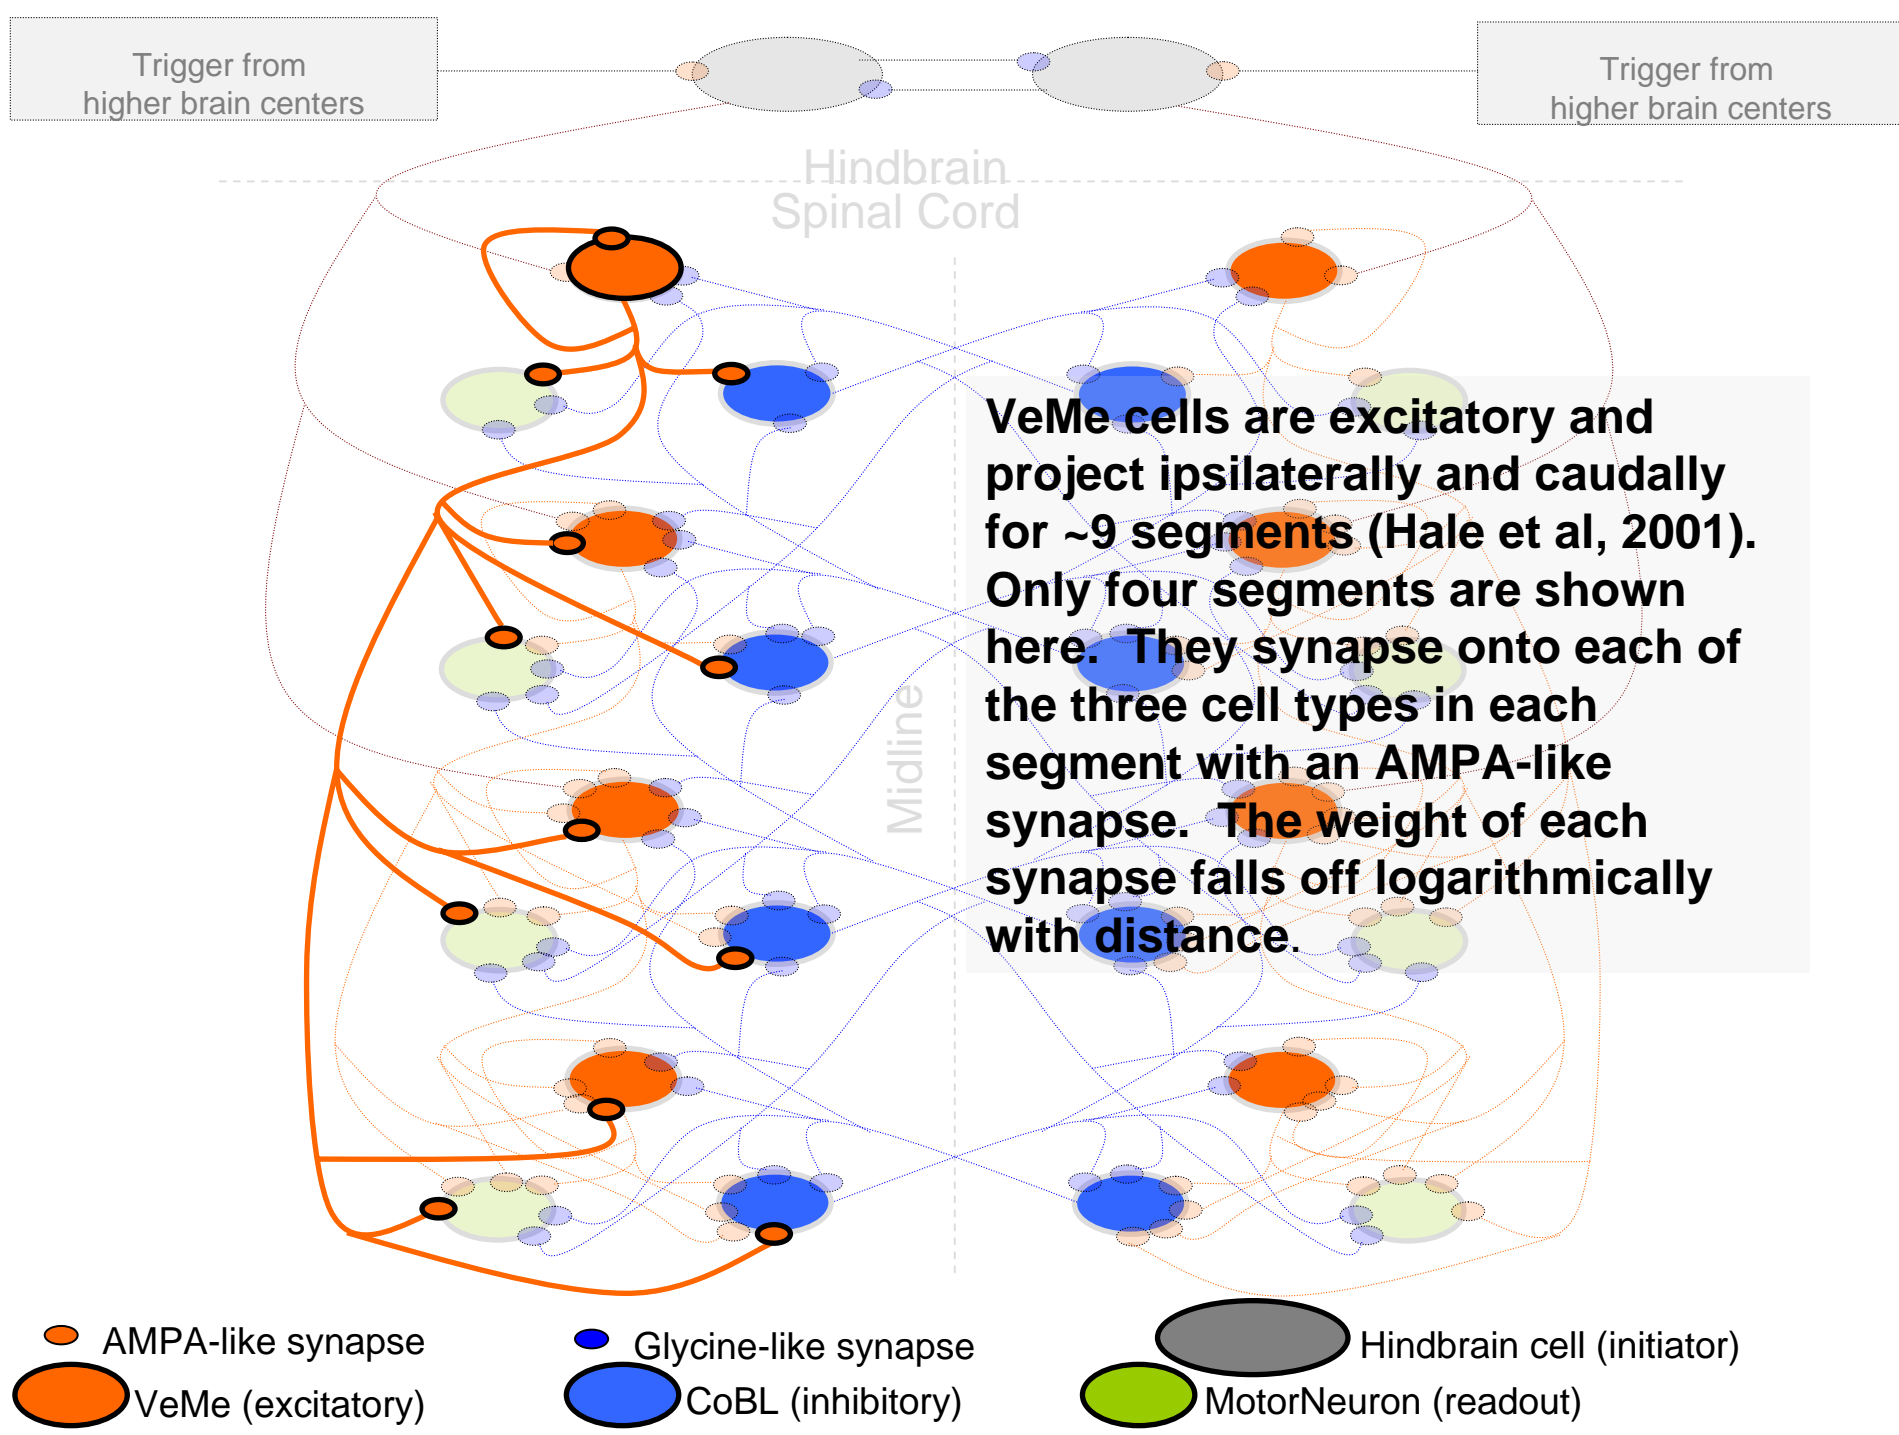 Trigger from
higher brain centers
Trigger from
higher brain centers
Hindbrain
Spinal Cord
Midline
VeMe cells are excitatory and
project ipsilaterally and caudally
for ~9 segments (Hale et al, 2001).
Only four segments are shown
here.  They synapse onto each of
the three cell types in each
segment with an AMPA-like
synapse.  The weight of each
synapse falls off logarithmically
with distance.
AMPA-like synapse
Glycine-like synapse
Hindbrain cell (initiator)
VeMe (excitatory)
CoBL (inhibitory)
MotorNeuron (readout)